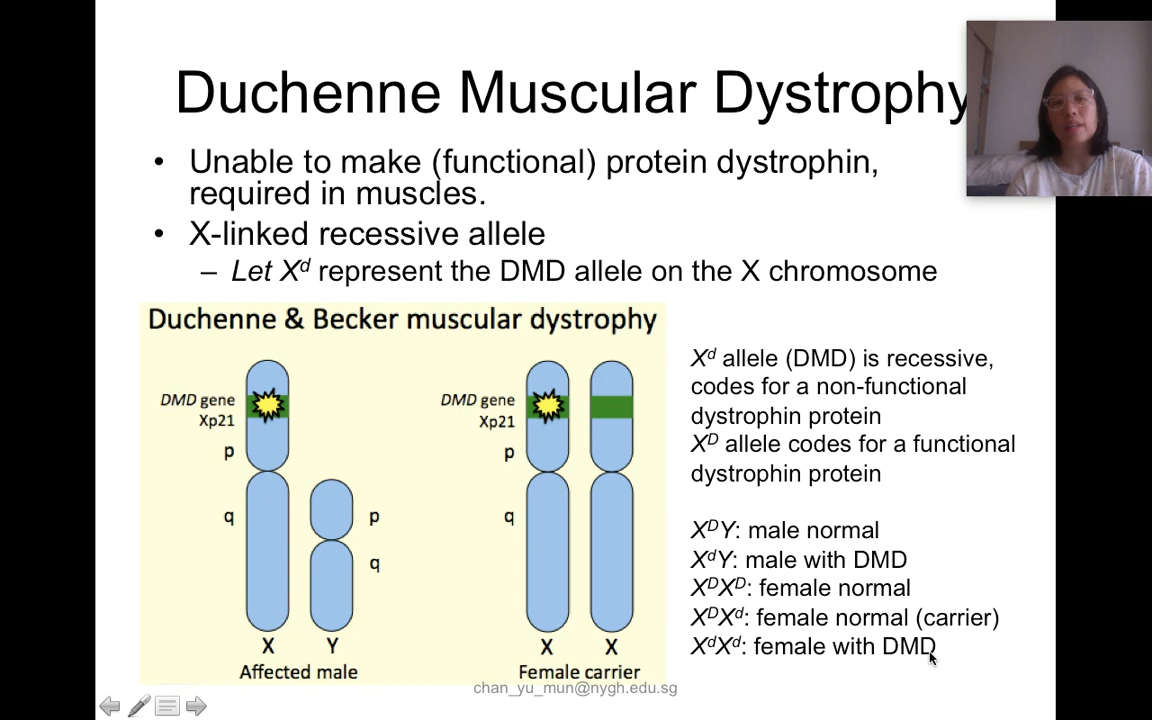 Duchenne Muscular Dystrophy
• Unable to make (functional) protein dystrophin,
required in muscles.
• X-linked recessive allele
– Let Xᵈ represent the DMD allele on the X chromosome
Duchenne & Becker muscular dystrophy
DMD gene
Xp21
p
q
p
q
X Y
Affected male
DMD gene
Xp21
p
q
X X
Female carrier
Xᵈ allele (DMD) is recessive,
codes for a non-functional
dystrophin protein
Xᴰ allele codes for a functional
dystrophin protein
XᴰY: male normal
XᵈY: male with DMD
XᴰXᴰ: female normal
XᴰXᵈ: female normal (carrier)
XᵈXᵈ: female with DMD
chan_yu_mun@nygh.edu.sg